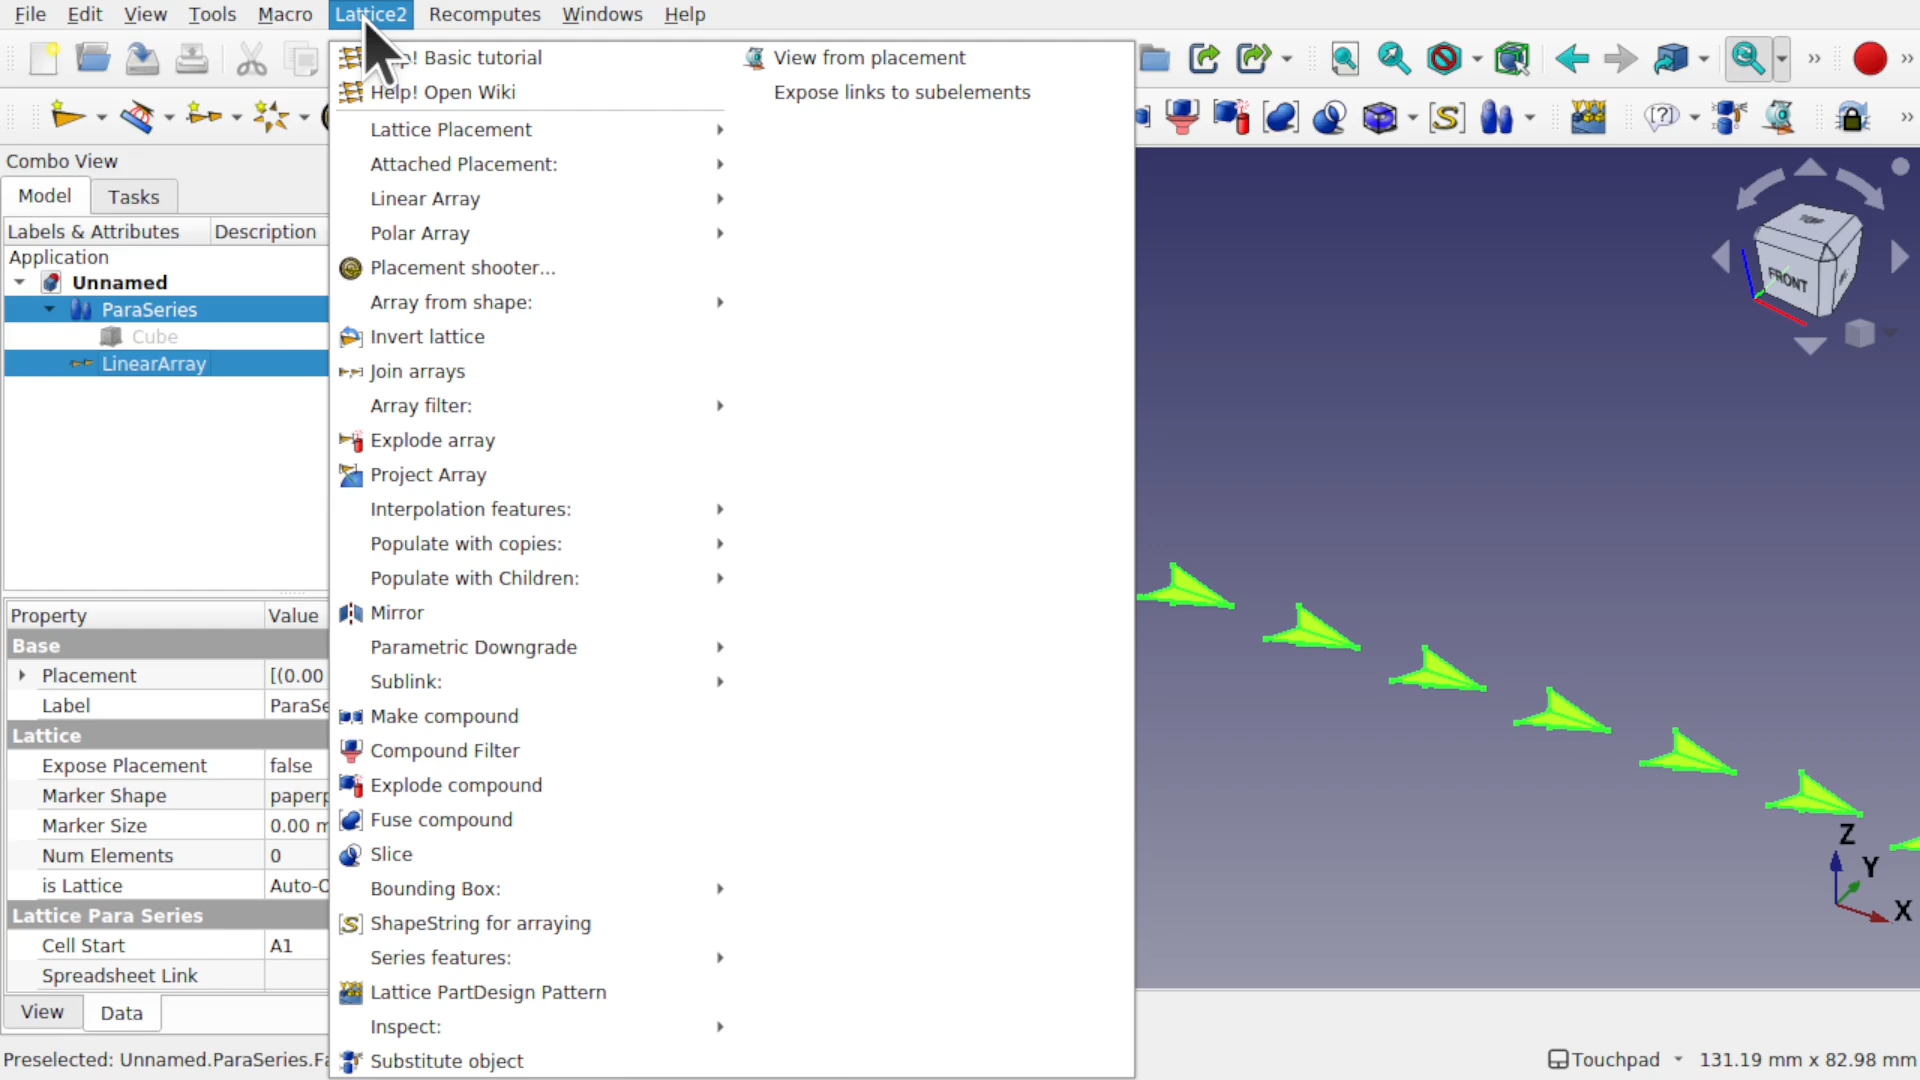 File Edit View Tools Macro Lattice2 Recomputes Windows Help
Combo View
Model Tasks
Labels & Attributes Description
Application
Unnamed
ParaSeries
Cube
LinearArray
Property Value
Base
Placement [(0.00
Label ParaSe
Lattice
Expose Placement false
Marker Shape paperp
Marker Size 0.00 m
Num Elements 0
is Lattice Auto-O
Lattice Para Series
Cell Start A1
Spreadsheet Link
View Data
Preselected: Unnamed.ParaSeries.Fa
p! Basic tutorial
Help! Open Wiki
Lattice Placement
Attached Placement:
Linear Array
Polar Array
Placement shooter...
Array from shape:
Invert lattice
Join arrays
Array filter:
Explode array
Project Array
Interpolation features:
Populate with copies:
Populate with Children:
Mirror
Parametric Downgrade
Sublink:
Make compound
Compound Filter
Explode compound
Fuse compound
Slice
Bounding Box:
ShapeString for arraying
Series features:
Lattice PartDesign Pattern
Inspect:
Substitute object
View from placement
Expose links to subelements
TOP
FRONT
Z
Y
X
Touchpad 131.19 mm x 82.98 mm